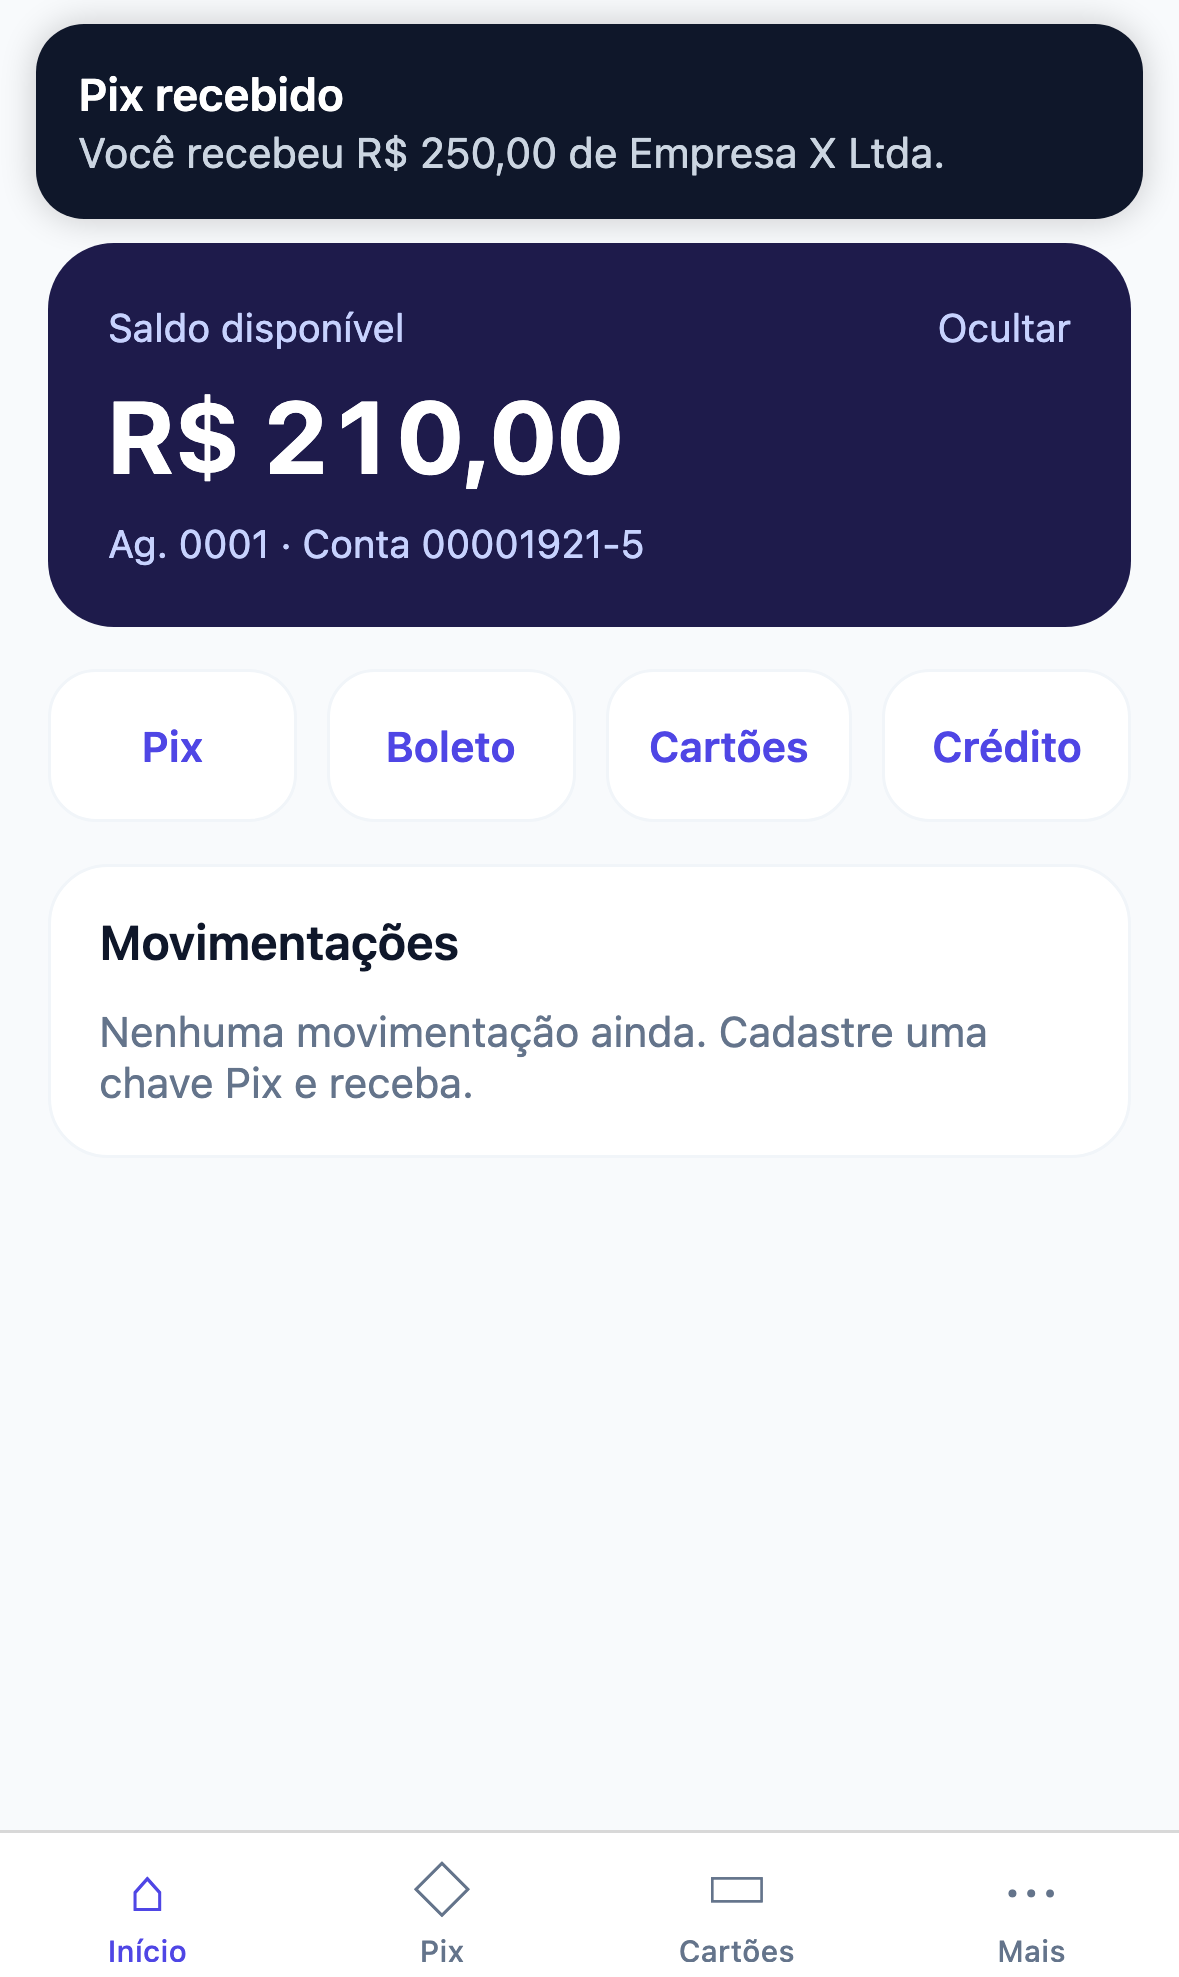 Pix recebido
Você recebeu R$ 250,00 de Empresa X Ltda.
Saldo disponível
Ocultar
R$ 210,00
Ag. 0001 · Conta 00001921-5
Pix
Boleto
Cartões
Crédito
Movimentações
Nenhuma movimentação ainda. Cadastre uma
chave Pix e receba.
Início
Pix
Cartões
Mais